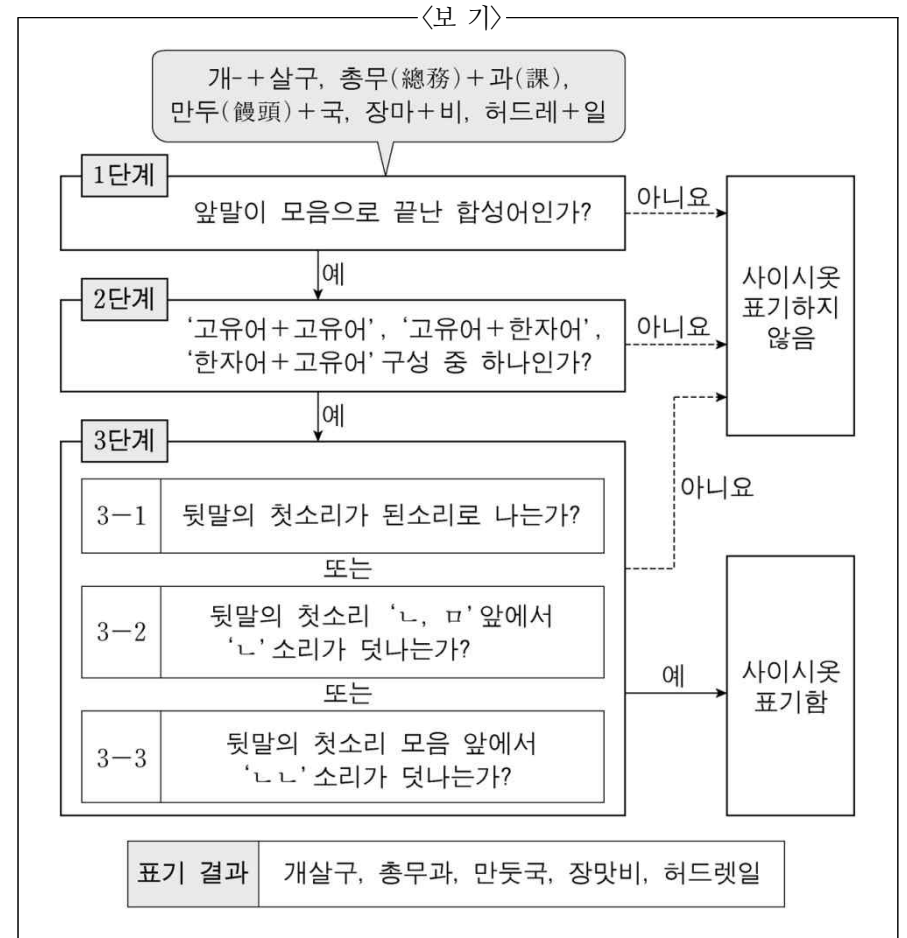 〈보 기〉
개-+살구, 총무(總務)+과(課),
만두(饅頭)+국, 장마+비, 허드레+일
1단계
앞말이 모음으로 끝난 합성어인가?
아니요
예
2단계
‘고유어+고유어’, ‘고유어+한자어’,
‘한자어+고유어’ 구성 중 하나인가?
아니요
사이시옷
표기하지
않음
예
3단계
3-1
뒷말의 첫소리가 된소리로 나는가?
또는
3-2
뒷말의 첫소리 ‘ㄴ, ㅁ’ 앞에서
‘ㄴ’ 소리가 덧나는가?
또는
3-3
뒷말의 첫소리 모음 앞에서
‘ㄴㄴ’ 소리가 덧나는가?
아니요
예
사이시옷
표기함
표기 결과
개살구, 총무과, 만둣국, 장맛비, 허드렛일